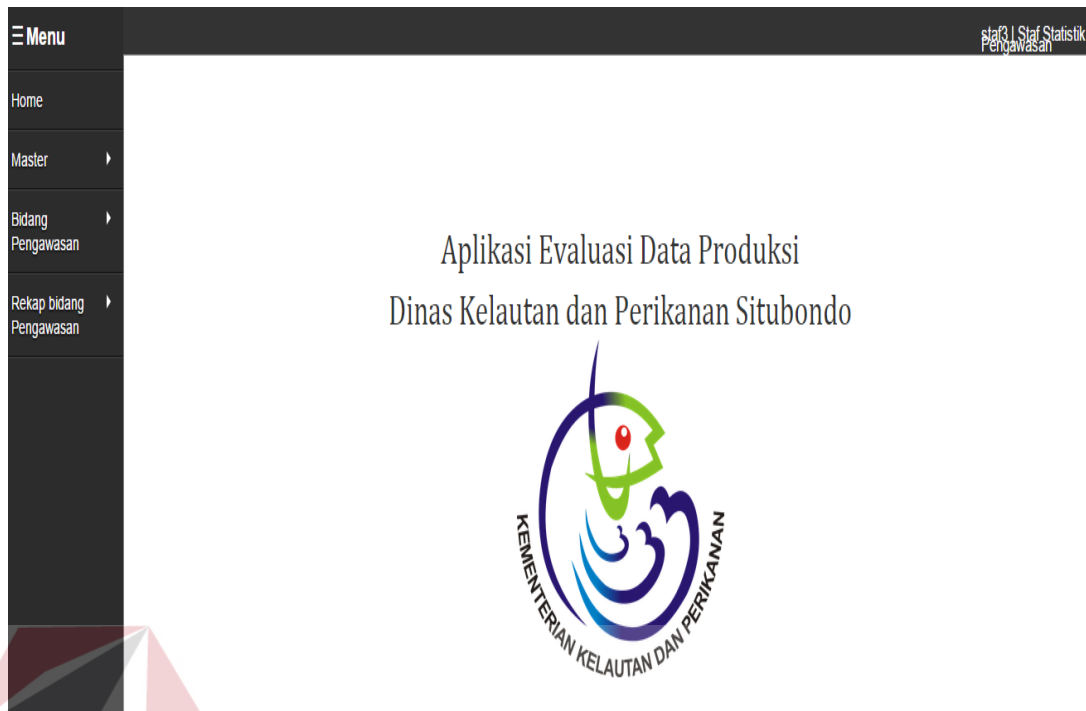 ☰ Menu
staf3 | Staf Statistik
Pengawasan
Home
Master
Bidang
Pengawasan
Rekap bidang
Pengawasan
Aplikasi Evaluasi Data Produksi
Dinas Kelautan dan Perikanan Situbondo
KEMENTERIAN KELAUTAN DAN PERIKANAN